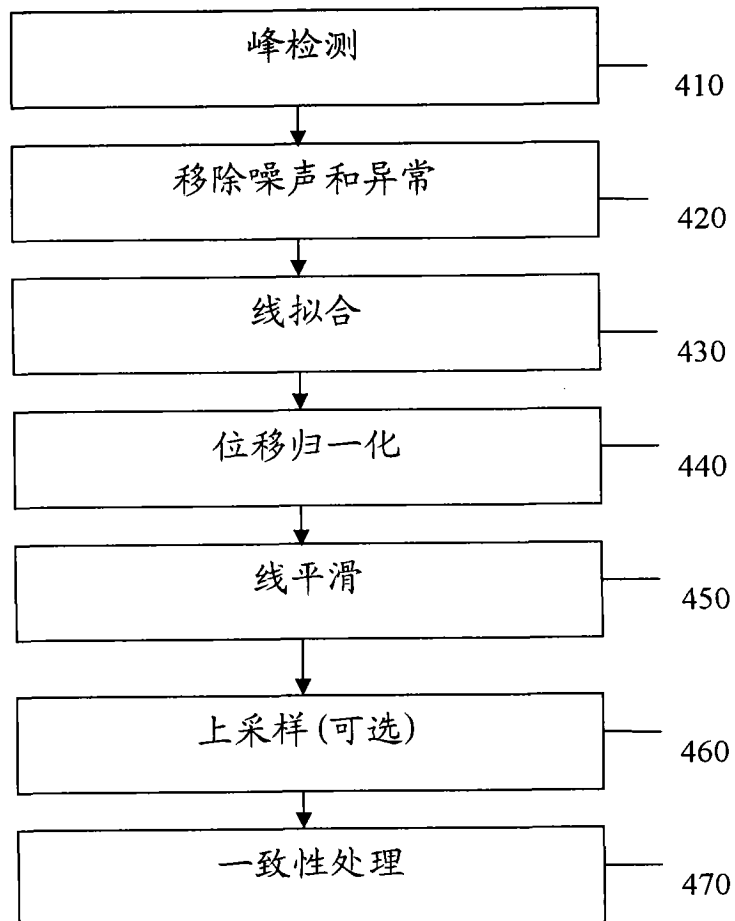 峰检测
410
移除噪声和异常
420
线拟合
430
位移归一化
440
线平滑
450
上采样(可选)
460
一致性处理
470